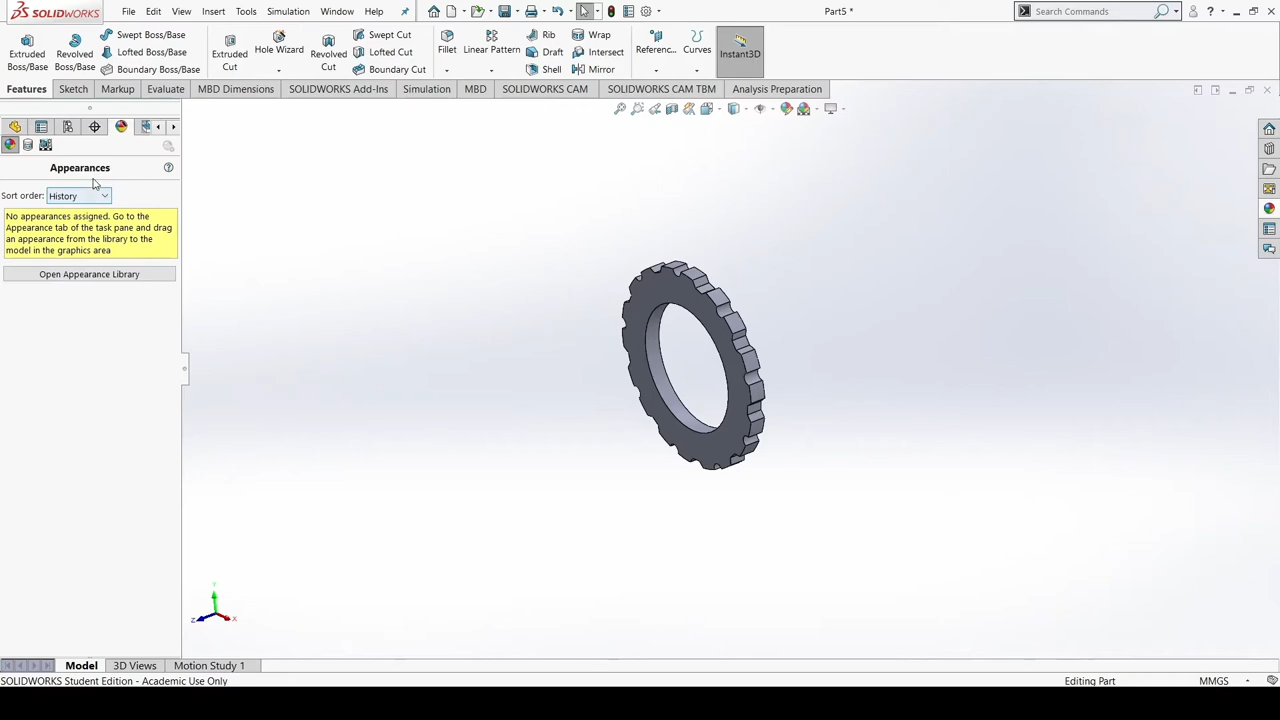 SOLIDWORKS File Edit View Insert Tools Simulation Window Help Part5 * Search Commands
Extruded Boss/Base Revolved Boss/Base Swept Boss/Base Lofted Boss/Base Boundary Boss/Base Extruded Cut Hole Wizard Revolved Cut Swept Cut Lofted Cut Boundary Cut Fillet Linear Pattern Rib Draft Shell Wrap Intersect Mirror Referenc... Curves Instant3D
Features Sketch Markup Evaluate MBD Dimensions SOLIDWORKS Add-Ins Simulation MBD SOLIDWORKS CAM SOLIDWORKS CAM TBM Analysis Preparation
Appearances
Sort order: History
No appearances assigned. Go to the
Appearance tab of the task pane and drag
an appearance from the library to the
model in the graphics area
Open Appearance Library
Y
Z X
Model 3D Views Motion Study 1
SOLIDWORKS Student Edition - Academic Use Only Editing Part MMGS